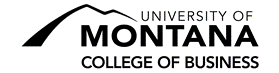 UNIVERSITY OF
MONTANA
COLLEGE OF BUSINESS